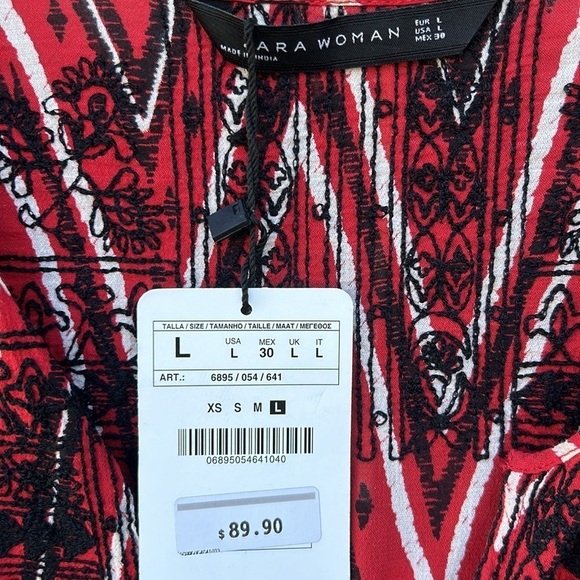 ZARA WOMAN
MADE IN INDIA
EUR L
USA L
MEX 30
TALLA / SIZE / TAMANHO / TAILLE / MAAT / ΜΕΓΕΘΟΣ
L
USA MEX UK IT
L 30 L L
ART.: 6895 / 054 / 641
XS S M L
06895054641040
$ 89.90